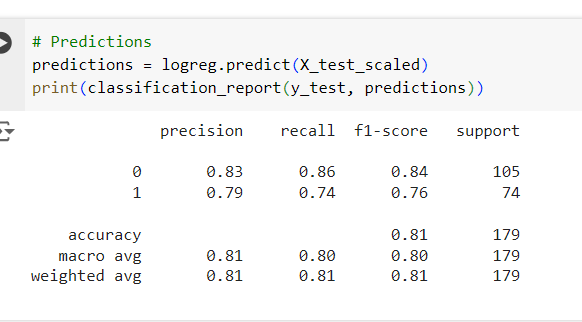 # Predictions
predictions = logreg.predict(X_test_scaled)
print(classification_report(y_test, predictions))
precision recall f1-score support
0 0.83 0.86 0.84 105
1 0.79 0.74 0.76 74
accuracy 0.81 179
macro avg 0.81 0.80 0.80 179
weighted avg 0.81 0.81 0.81 179